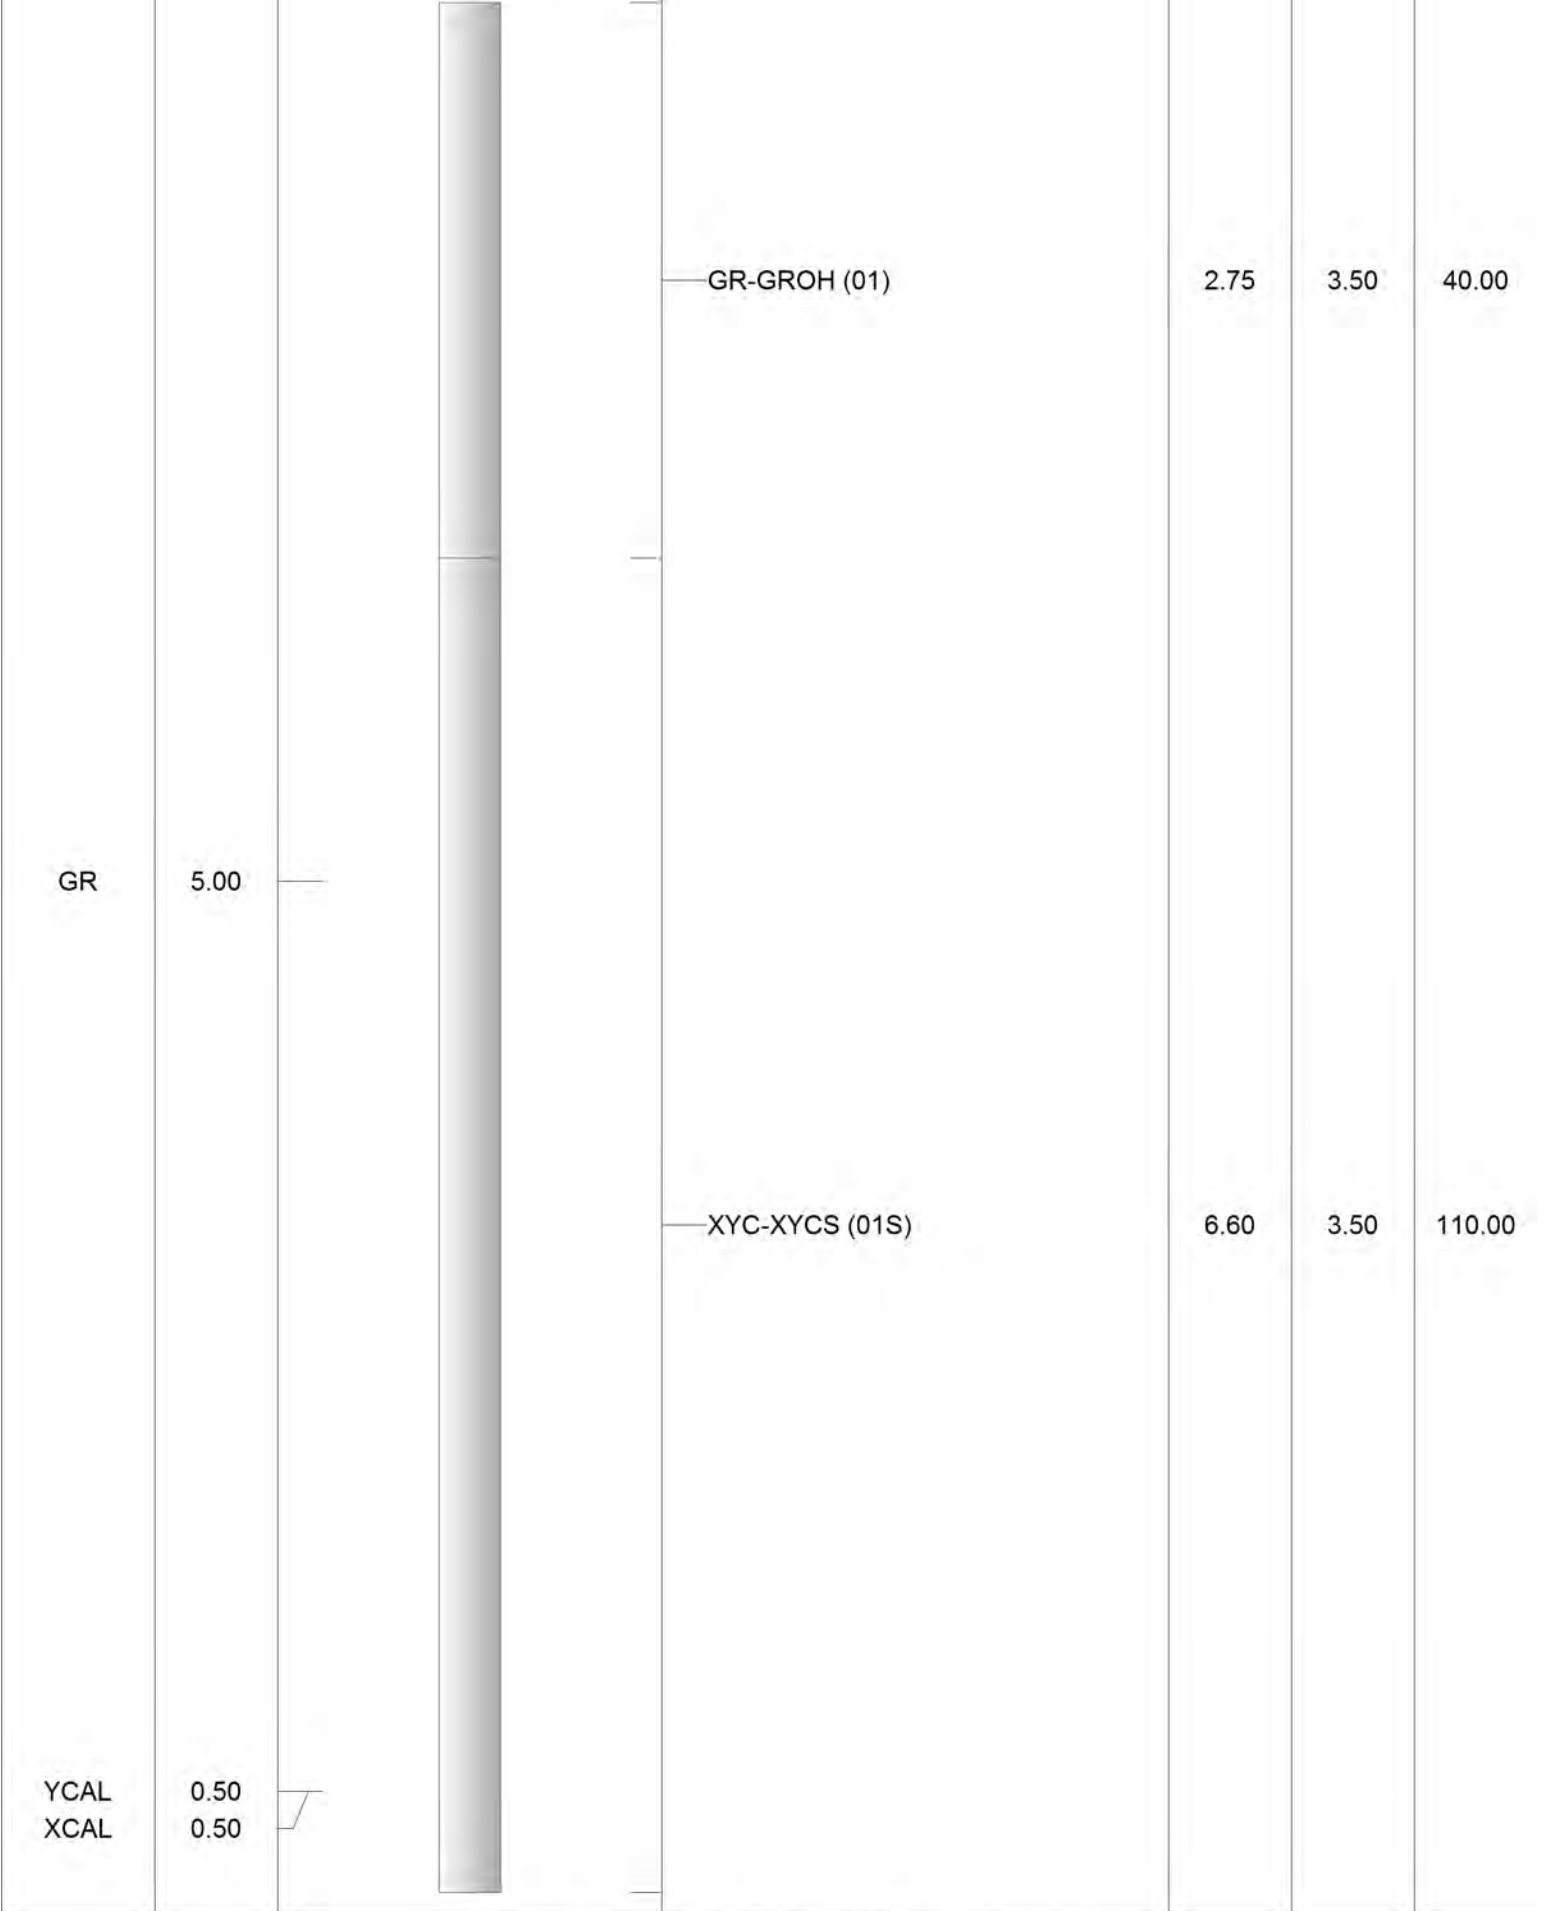 GR-GROH (01) 2.75 3.50 40.00
GR 5.00
XYC-XYCS (01S) 6.60 3.50 110.00
YCAL 0.50
XCAL 0.50